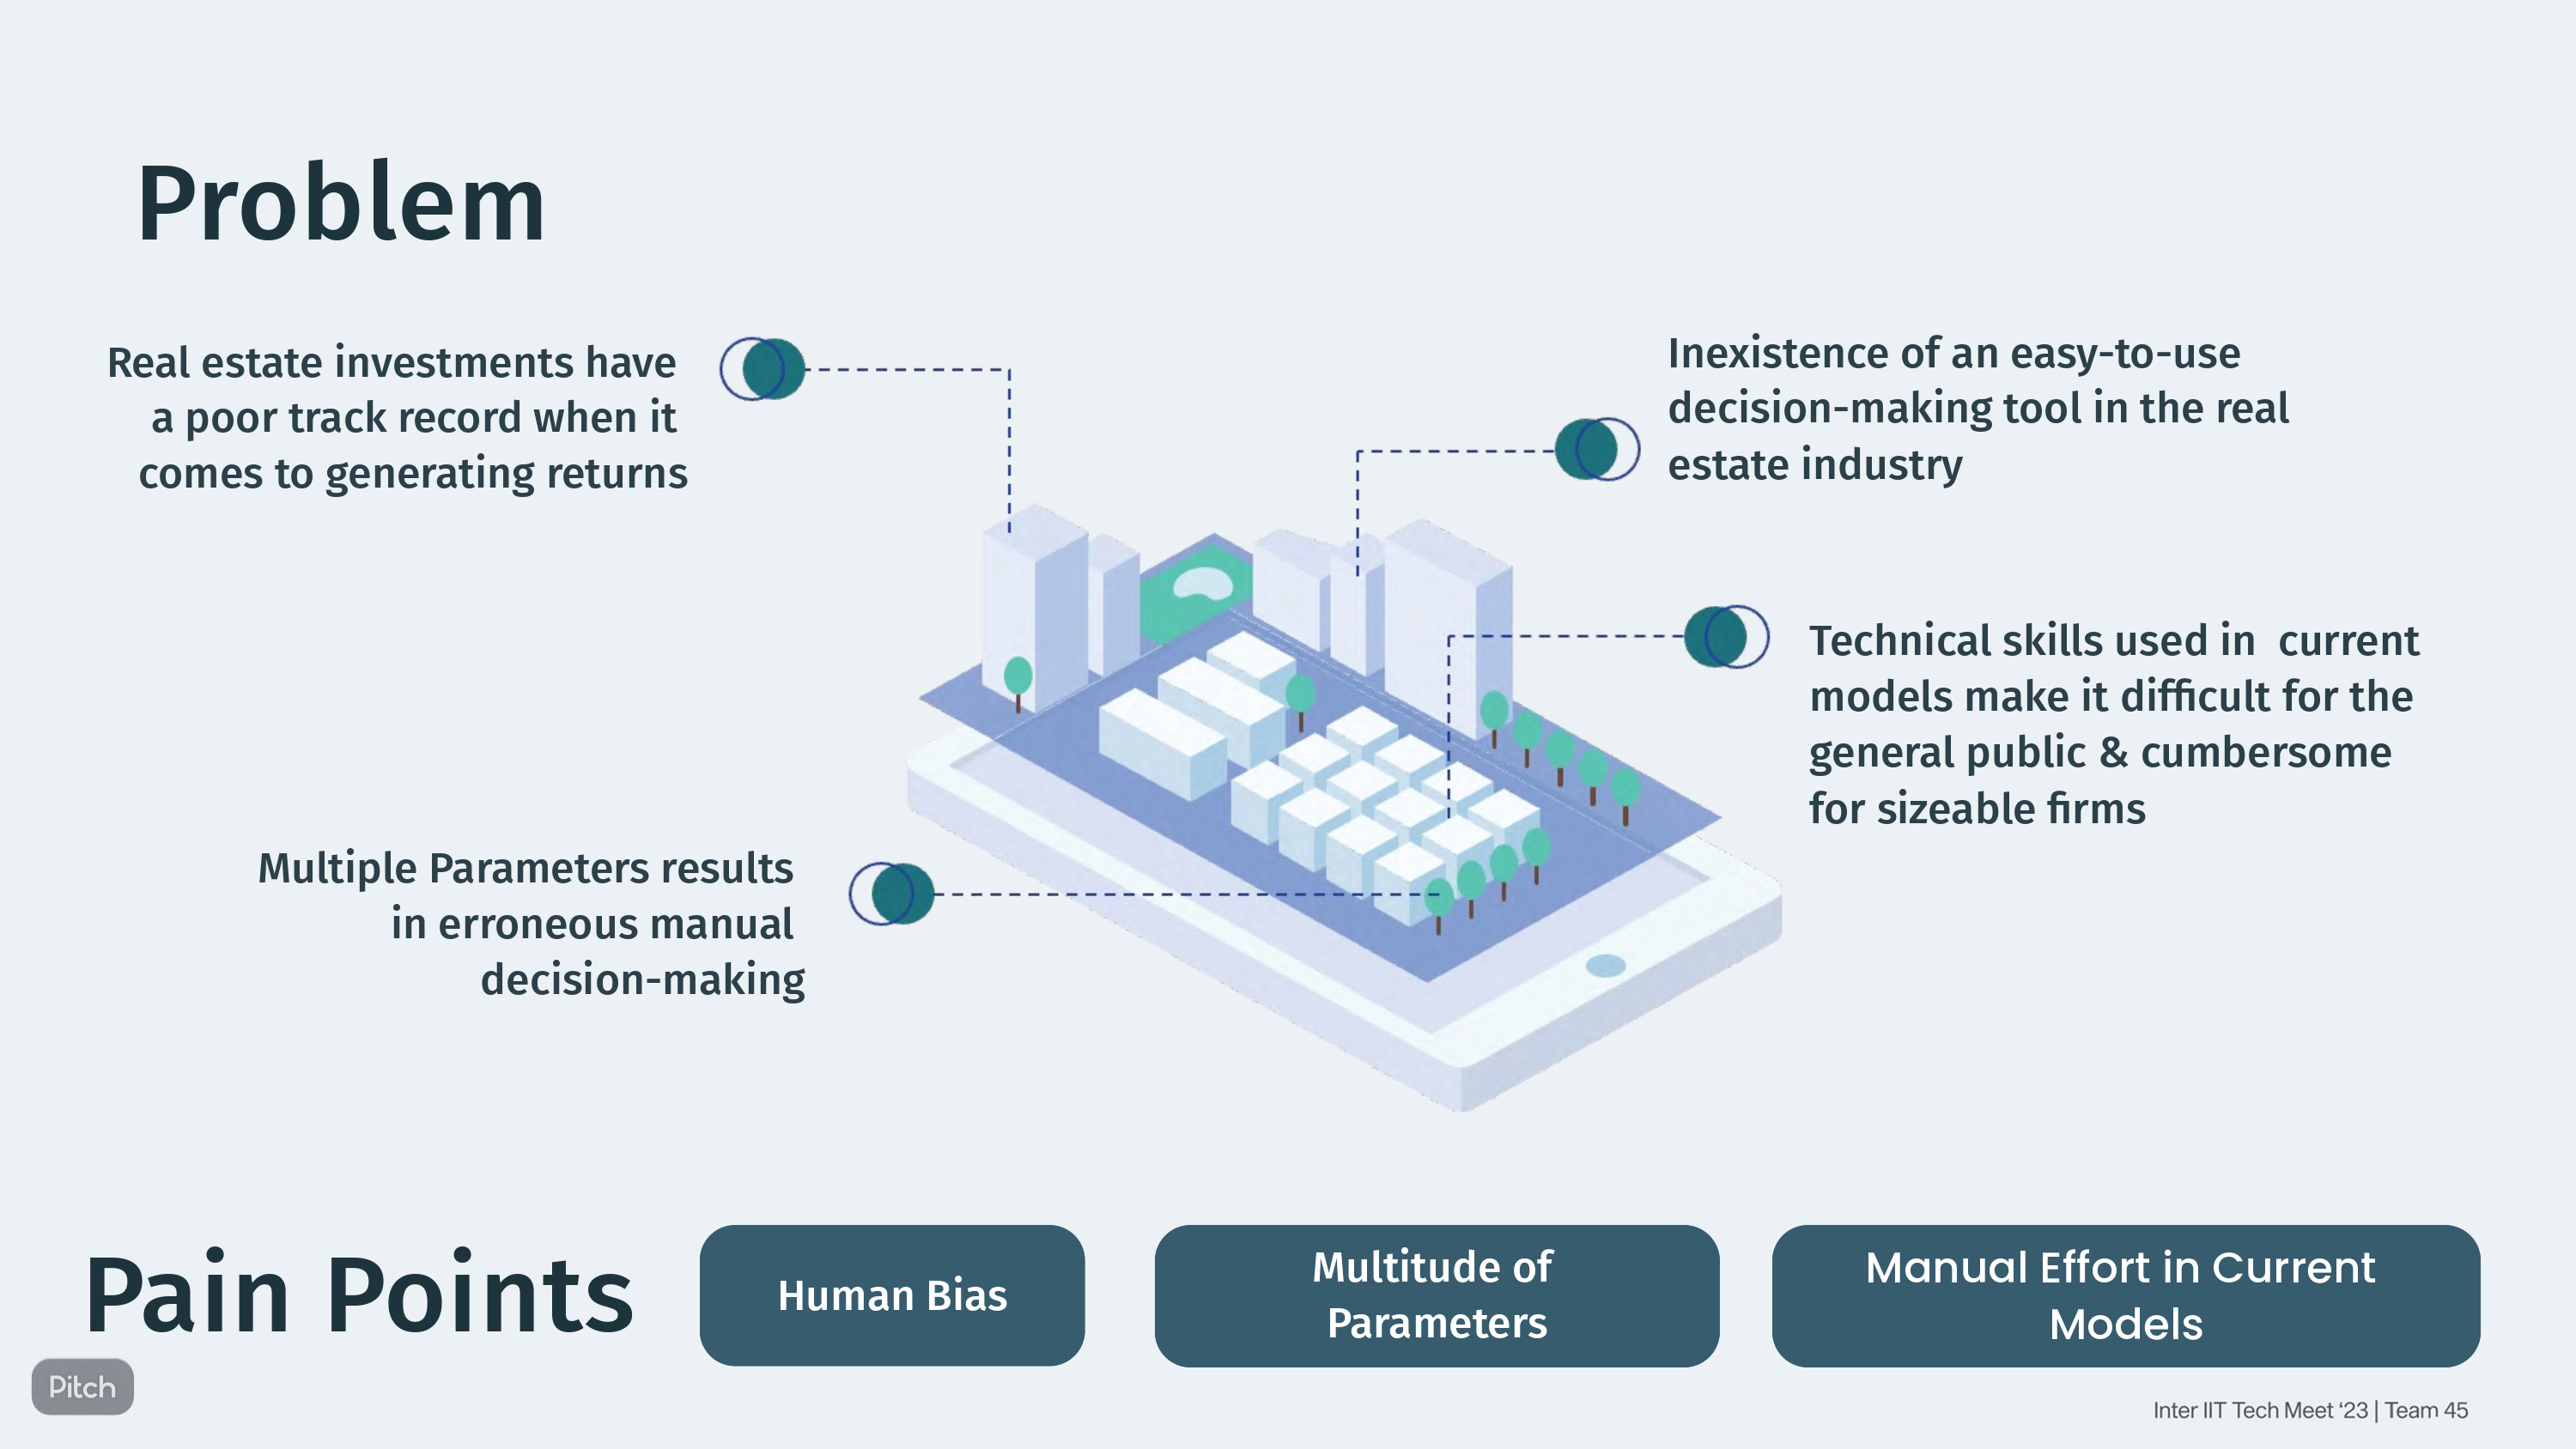 Problem
Real estate investments have
a poor track record when it
comes to generating returns
Inexistence of an easy-to-use
decision-making tool in the real
estate industry
Technical skills used in  current
models make it difficult for the
general public & cumbersome
for sizeable firms
Multiple Parameters results
in erroneous manual
decision-making
Pain Points
Human Bias
Multitude of
Parameters
Manual Effort in Current
Models
Pitch
Inter IIT Tech Meet ‘23 | Team 45